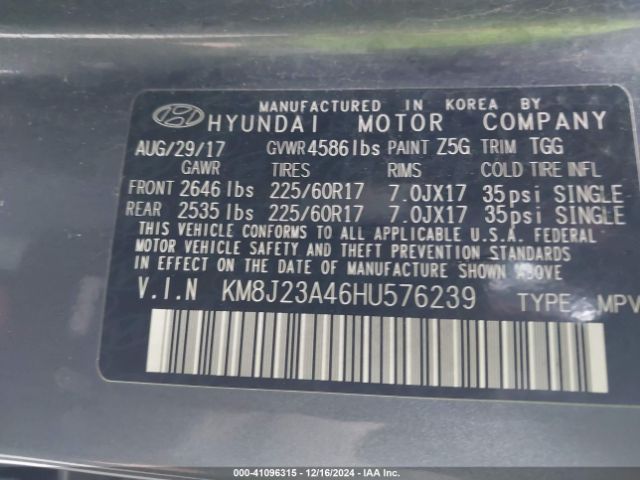 MANUFACTURED IN KOREA BY
HYUNDAI MOTOR COMPANY
AUG/29/17 GVWR 4586lbs PAINT Z5G TRIM TGG
GAWR TIRES RIMS COLD TIRE INFL
FRONT 2646 lbs 225/60R17 7.0JX17 35psi SINGLE
REAR 2535 lbs 225/60R17 7.0JX17 35psi SINGLE
THIS VEHICLE CONFORMS TO ALL APPLICABLE U.S.A. FEDERAL
MOTOR VEHICLE SAFETY AND THEFT PREVENTION STANDARDS
IN EFFECT ON THE DATE OF MANUFACTURE SHOWN ABOVE
V.I.N KM8J23A46HU576239 TYPE MPV
000-41096315 - 12/16/2024 - IAA Inc.